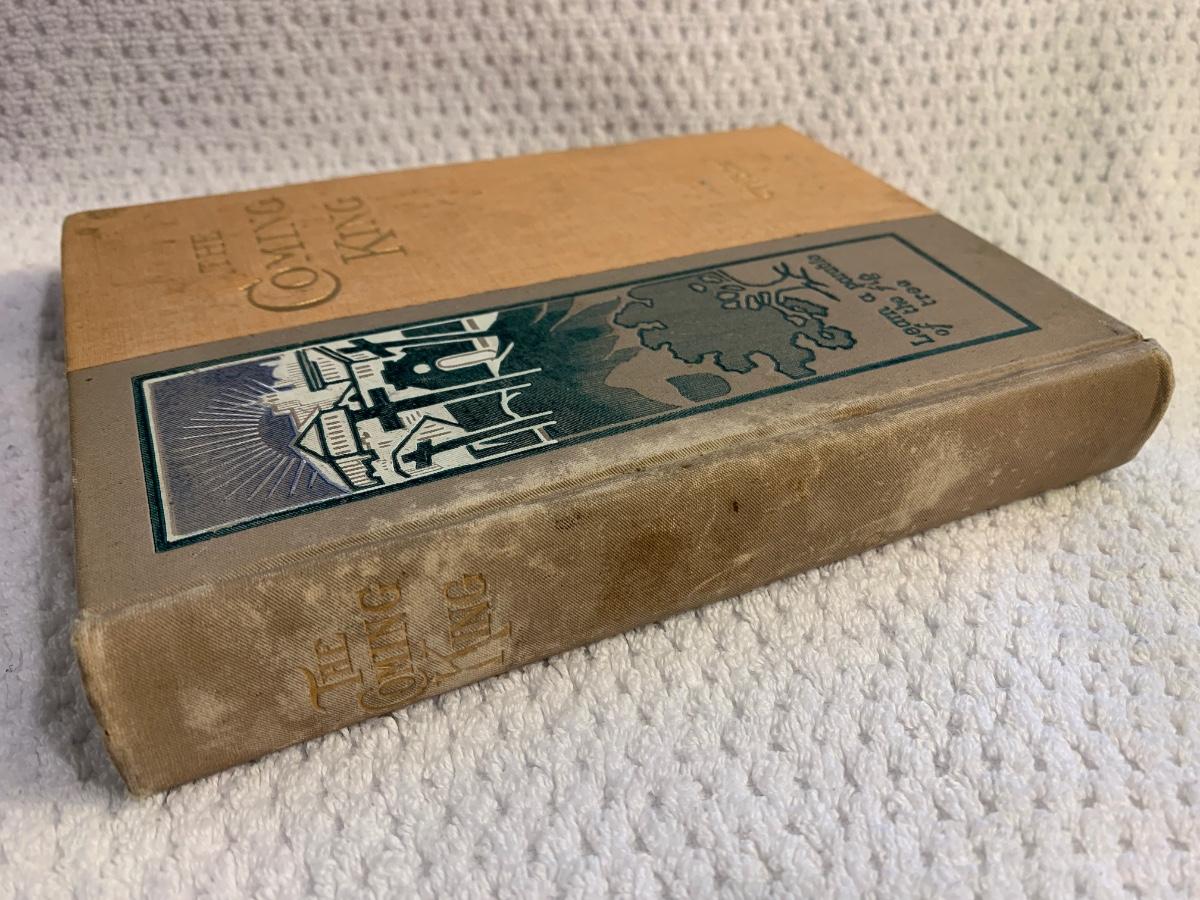 THE
COMING
KING
Learn a parable
of the fig
tree
THE
COMING
KING